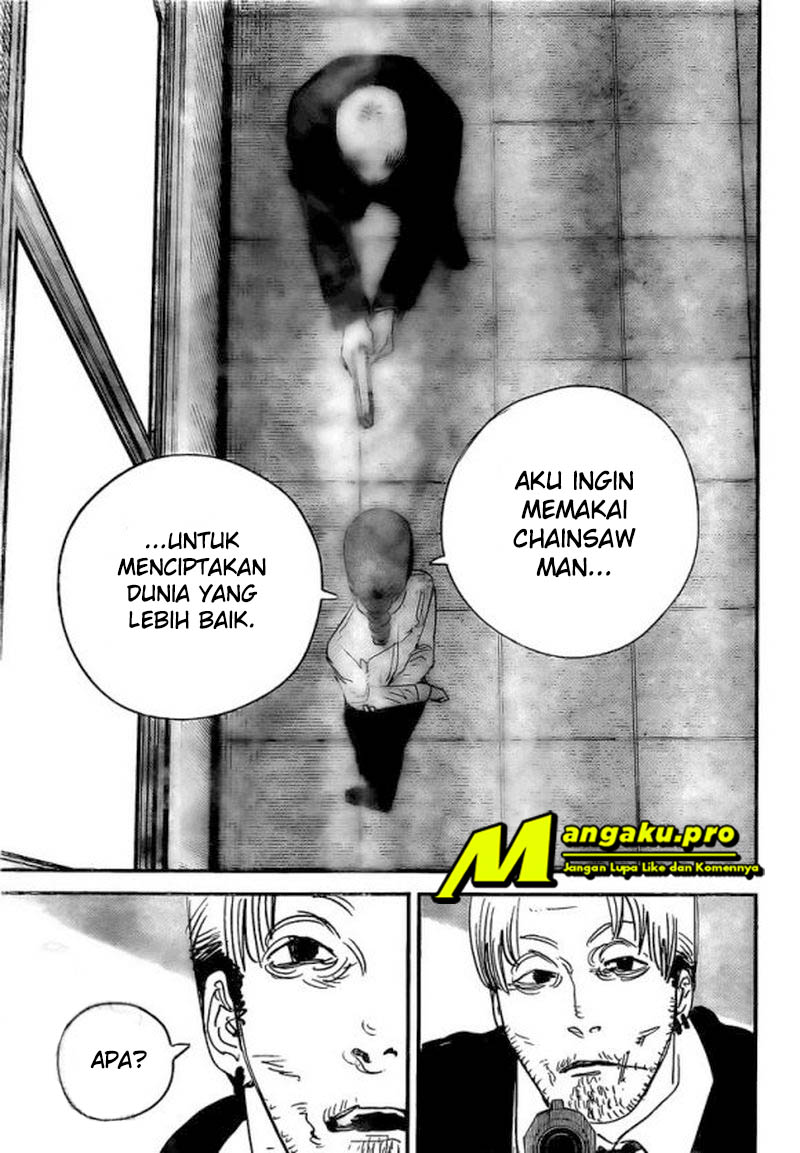 AKU INGIN
MEMAKAI
CHAINSAW
MAN...
...UNTUK
MENCIPTAKAN
DUNIA YANG
LEBIH BAIK.
Mangaku.pro
Jangan Lupa Like dan Komennya
APA?